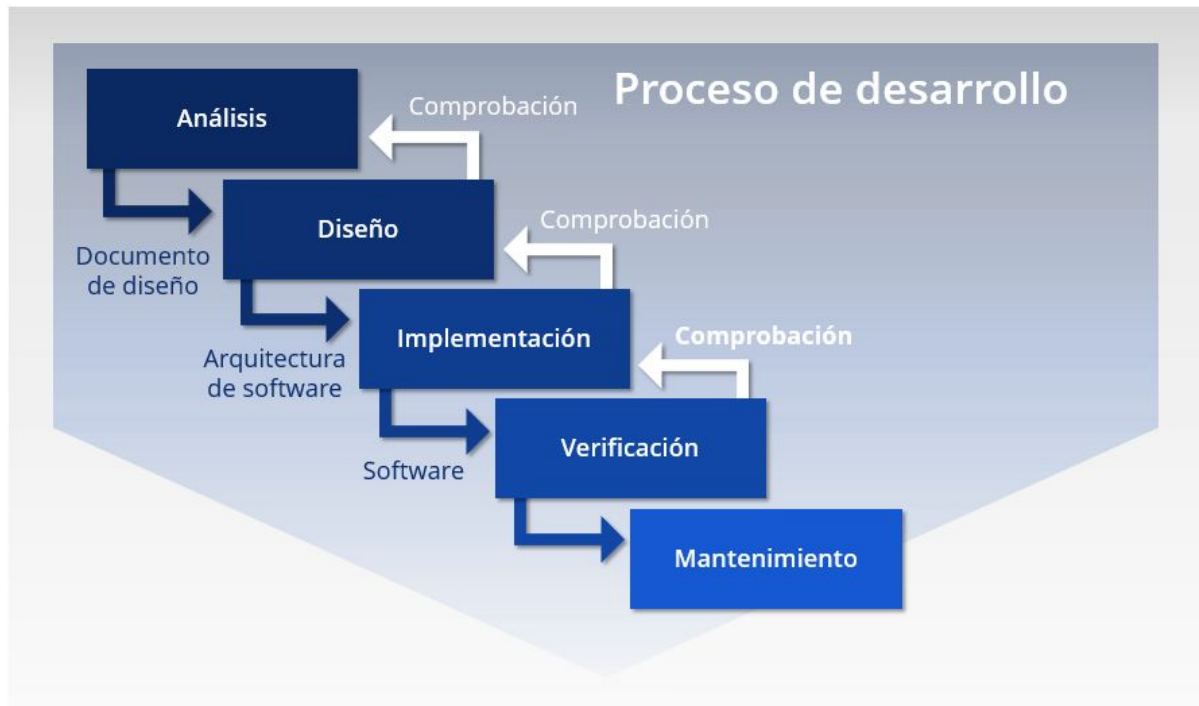 Proceso de desarrollo
Análisis
Comprobación
Documento
de diseño
Diseño
Comprobación
Arquitectura
de software
Implementación
Comprobación
Software
Verificación
Mantenimiento